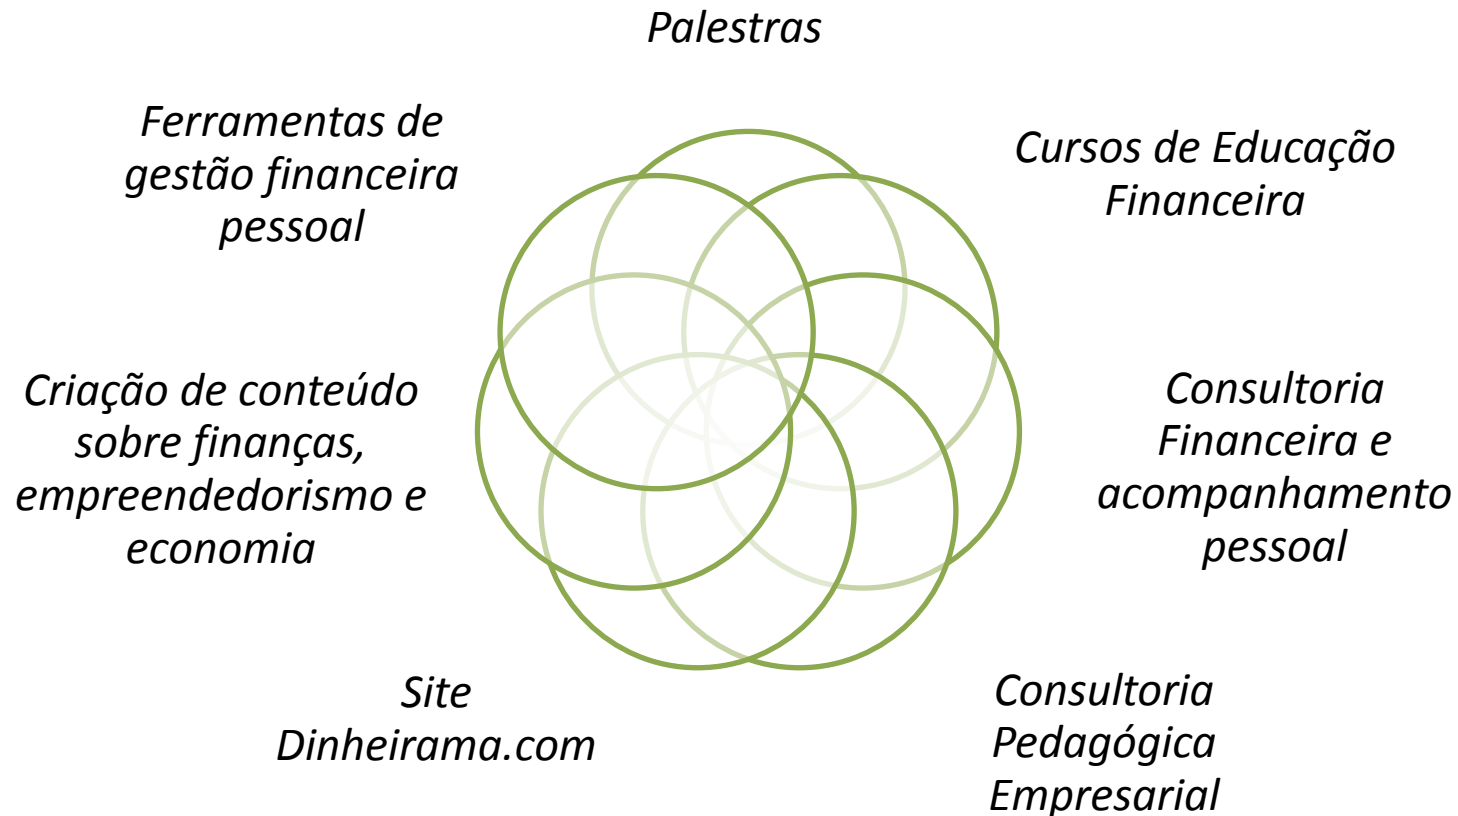 Palestras
Ferramentas de
gestão financeira
pessoal
Cursos de Educação
Financeira
Criação de conteúdo
sobre finanças,
empreendedorismo e
economia
Consultoria
Financeira e
acompanhamento
pessoal
Site
Dinheirama.com
Consultoria
Pedagógica
Empresarial